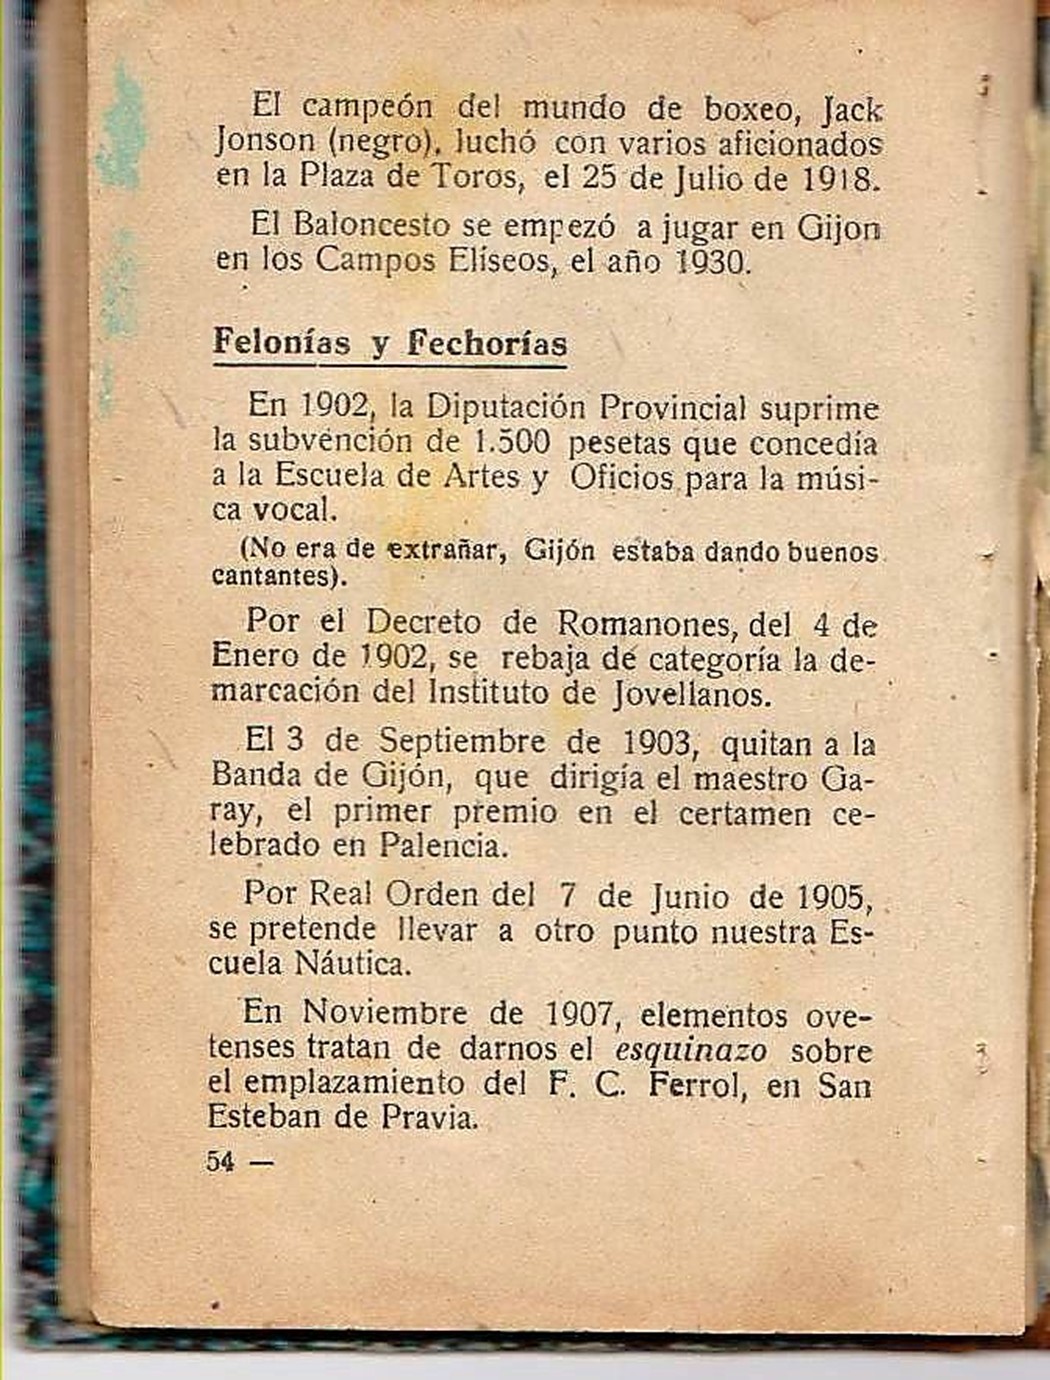 El campeón del mundo de boxeo, Jack
Jonson (negro), luchó con varios aficionados
en la Plaza de Toros, el 25 de Julio de 1918.
El Baloncesto se empezó a jugar en Gijon
en los Campos Elíseos, el año 1930.
Felonías y Fechorías
En 1902, la Diputación Provincial suprime
la subvención de 1.500 pesetas que concedía
a la Escuela de Artes y Oficios para la músi-
ca vocal.
(No era de extrañar, Gijón estaba dando buenos
cantantes).
Por el Decreto de Romanones, del 4 de
Enero de 1902, se rebaja de categoría la de-
marcación del Instituto de Jovellanos.
El 3 de Septiembre de 1903, quitan a la
Banda de Gijón, que dirigía el maestro Ga-
ray, el primer premio en el certamen ce-
lebrado en Palencia.
Por Real Orden del 7 de Junio de 1905,
se pretende llevar a otro punto nuestra Es-
cuela Náutica.
En Noviembre de 1907, elementos ove-
tenses tratan de darnos el esquinazo sobre
el emplazamiento del F. C. Ferrol, en San
Esteban de Pravia.
54 —